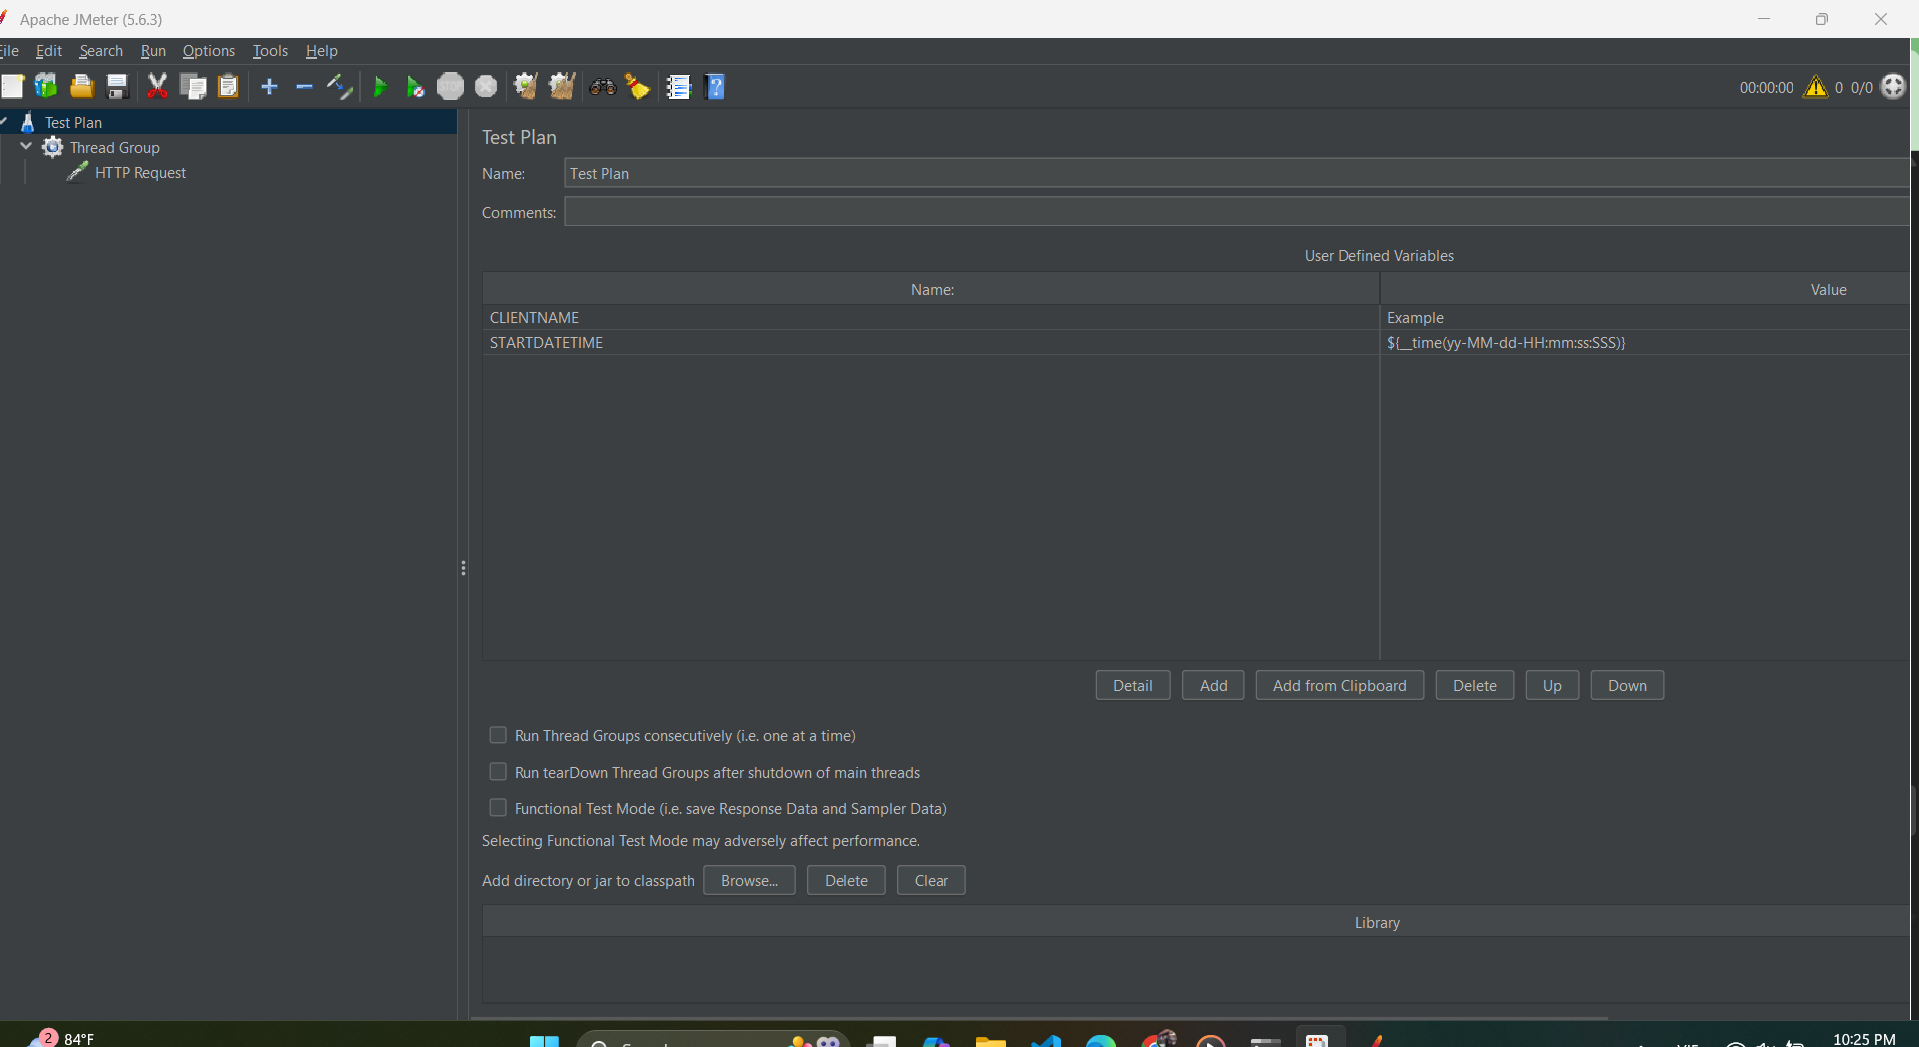 Apache JMeter (5.6.3)
File Edit Search Run Options Tools Help
STOP
00:00:00 0 0/0
Test Plan
Thread Group
HTTP Request
Test Plan
Name: Test Plan
Comments:
User Defined Variables
Name: Value
CLIENTNAME Example
STARTDATETIME ${__time(yy-MM-dd-HH:mm:ss:SSS)}
Detail Add Add from Clipboard Delete Up Down
Run Thread Groups consecutively (i.e. one at a time)
Run tearDown Thread Groups after shutdown of main threads
Functional Test Mode (i.e. save Response Data and Sampler Data)
Selecting Functional Test Mode may adversely affect performance.
Add directory or jar to classpath Browse... Delete Clear
Library
2 84°F
10:25 PM